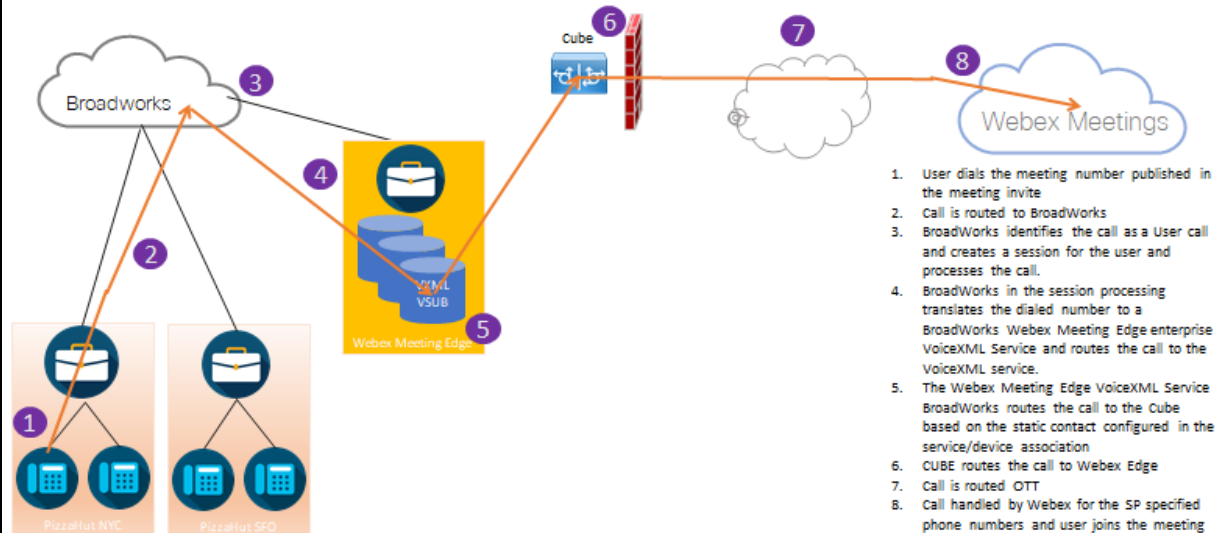 6
Cube
7
3
8
Broadworks
Webex Meetings
4
2
VXML
VSUB
5
Webex Meeting Edge
1
PizzaHut NYC
PizzaHut SFO
1. User dials the meeting number published in
the meeting invite
2. Call is routed to BroadWorks
3. BroadWorks identifies the call as a User call
and creates a session for the user and
processes the call.
4. BroadWorks in the session processing
translates the dialed number to a
BroadWorks Webex Meeting Edge enterprise
VoiceXML Service and routes the call to the
VoiceXML service.
5. The Webex Meeting Edge VoiceXML Service
BroadWorks routes the call to the Cube
based on the static contact configured in the
service/device association
6. CUBE routes the call to Webex Edge
7. Call is routed OTT
8. Call handled by Webex for the SP specified
phone numbers and user joins the meeting